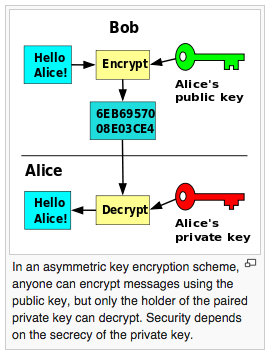 Bob
Hello
Alice!
Encrypt
Alice's
public key
6EB69570
08E03CE4
Alice
Hello
Alice!
Decrypt
Alice's
private key
In an asymmetric key encryption scheme,
anyone can encrypt messages using the
public key, but only the holder of the paired
private key can decrypt. Security depends
on the secrecy of the private key.